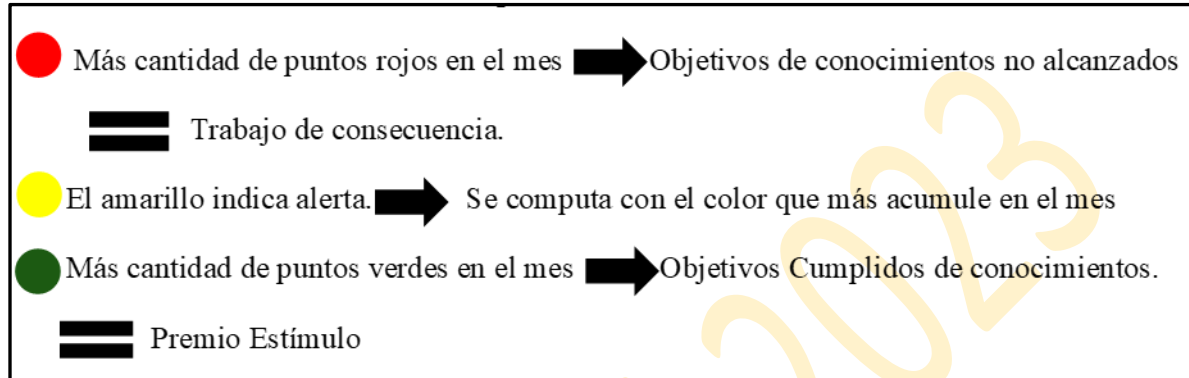 Más cantidad de puntos rojos en el mes Objetivos de conocimientos no alcanzados
Trabajo de consecuencia.
El amarillo indica alerta. Se computa con el color que más acumule en el mes
Más cantidad de puntos verdes en el mes Objetivos Cumplidos de conocimientos.
Premio Estímulo
2023